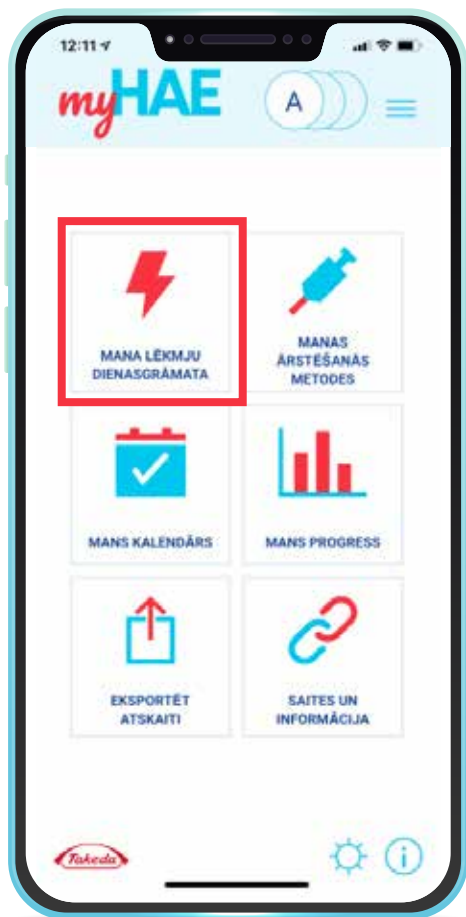 12:11
myHAE
A
MANA LĒKMJU
DIENASGRĀMATA
MANAS
ĀRSTĒŠANĀS
METODES
MANS KALENDĀRS
MANS PROGRESS
EKSPORTĒT
ATSKAITI
SAITES UN
INFORMĀCIJA
Takeda